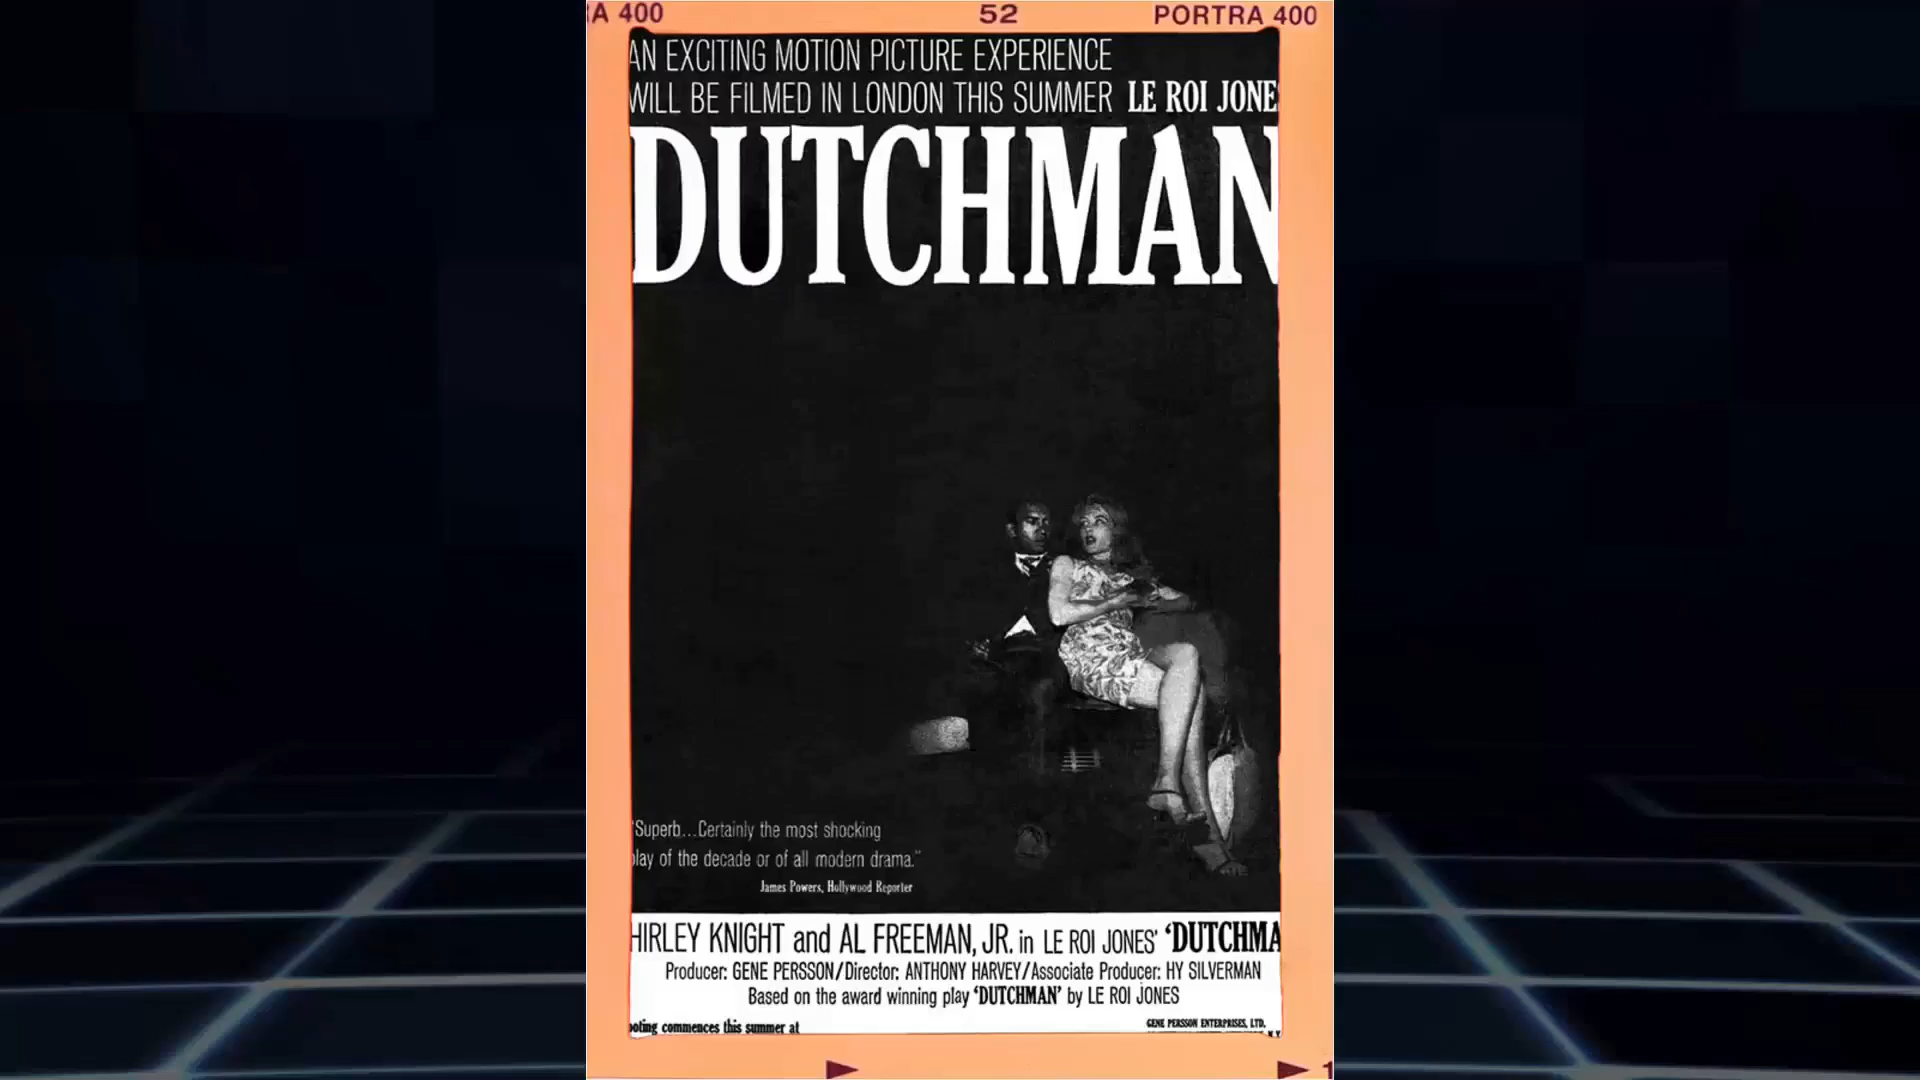 A 400 52 PORTRA 400
AN EXCITING MOTION PICTURE EXPERIENCE
WILL BE FILMED IN LONDON THIS SUMMER LE ROI JONE
DUTCHMAN
"Superb...Certainly the most shocking
play of the decade or of all modern drama."
James Powers, Hollywood Reporter
HIRLEY KNIGHT and AL FREEMAN, JR. in LE ROI JONES' 'DUTCHMA
Producer: GENE PERSSON/Director: ANTHONY HARVEY/Associate Producer: HY SILVERMAN
Based on the award winning play 'DUTCHMAN' by LE ROI JONES
oting commences this summer at
GENE PERSSON ENTERPRISES, LTD.
N.Y.
1